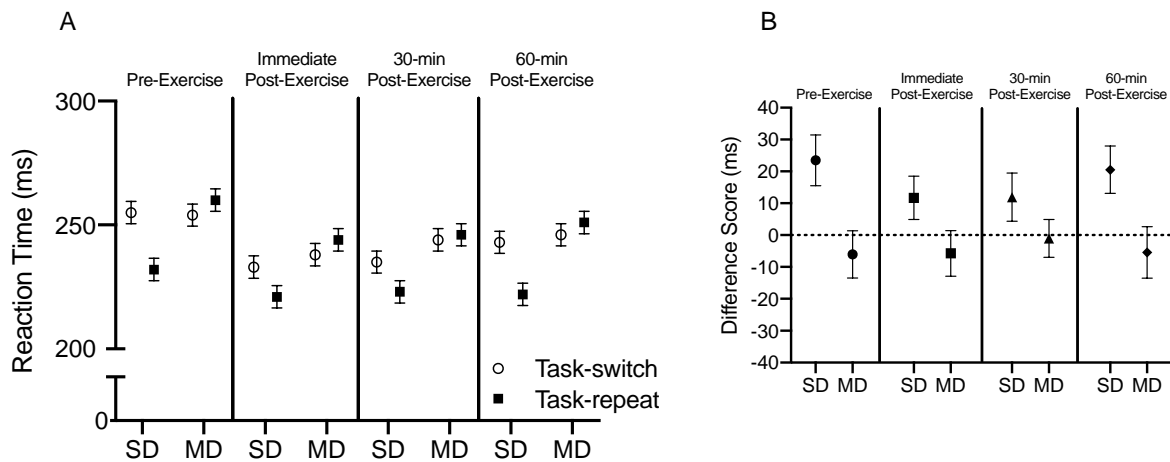 A
Pre-Exercise
Immediate
Post-Exercise
30-min
Post-Exercise
60-min
Post-Exercise
Reaction Time (ms)
300
250
200
0
Task-switch
Task-repeat
SD MD SD MD SD MD SD MD
B
Pre-Exercise
Immediate
Post-Exercise
30-min
Post-Exercise
60-min
Post-Exercise
Difference Score (ms)
40
30
20
10
0
-10
-20
-30
-40
SD MD SD MD SD MD SD MD